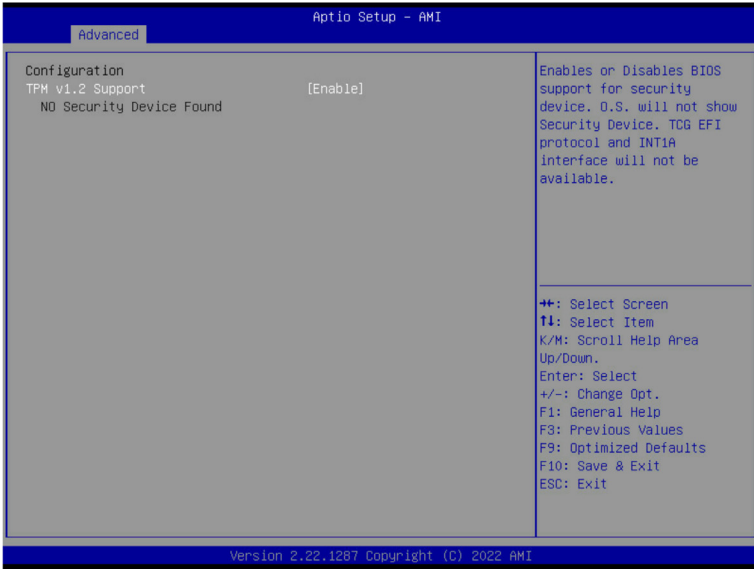 Aptio Setup – AMI
Advanced
Configuration
TPM v1.2 Support [Enable]
NO Security Device Found
Enables or Disables BIOS
support for security
device. O.S. will not show
Security Device. TCG EFI
protocol and INT1A
interface will not be
available.
→←: Select Screen
↑↓: Select Item
K/M: Scroll Help Area
Up/Down.
Enter: Select
+/-: Change Opt.
F1: General Help
F3: Previous Values
F9: Optimized Defaults
F10: Save & Exit
ESC: Exit
Version 2.22.1287 Copyright (C) 2022 AMI